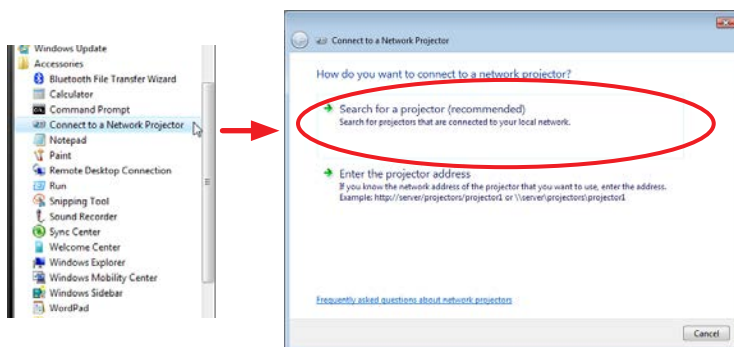 Windows Update
Accessories
Bluetooth File Transfer Wizard
Calculator
Command Prompt
Connect to a Network Projector
Notepad
Paint
Remote Desktop Connection
Run
Snipping Tool
Sound Recorder
Sync Center
Welcome Center
Windows Explorer
Windows Mobility Center
Windows Sidebar
WordPad
Connect to a Network Projector
How do you want to connect to a network projector?
Search for a projector (recommended)
Search for projectors that are connected to your local network.
Enter the projector address
If you know the network address of the projector that you want to use, enter the address.
Example: http://server/projectors/projector1 or \\server\projectors\projector1
Frequently asked questions about network projectors
Cancel